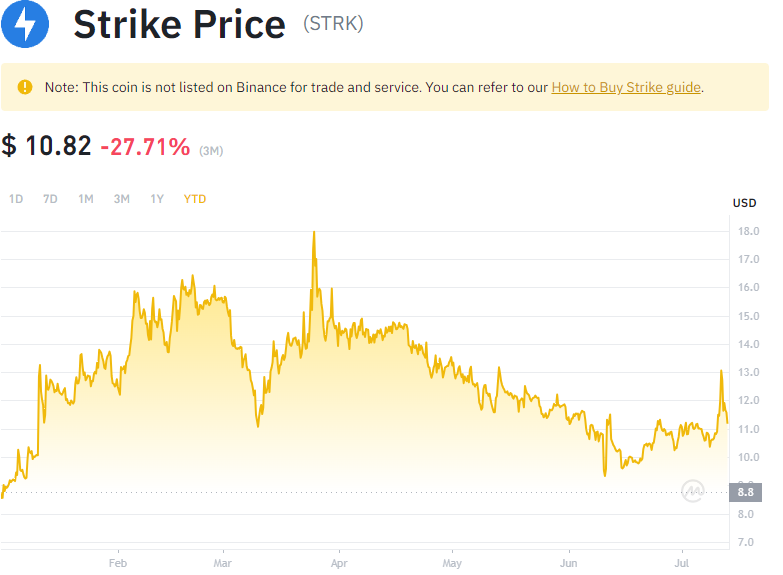 Strike Price (STRK)
Note: This coin is not listed on Binance for trade and service. You can refer to our How to Buy Strike guide.
$ 10.82 -27.71% (3M)
1D 7D 1M 3M 1Y YTD
USD
18.0
17.0
16.0
15.0
14.0
13.0
12.0
11.0
10.0
8.8
8.0
7.0
Feb Mar Apr May Jun Jul